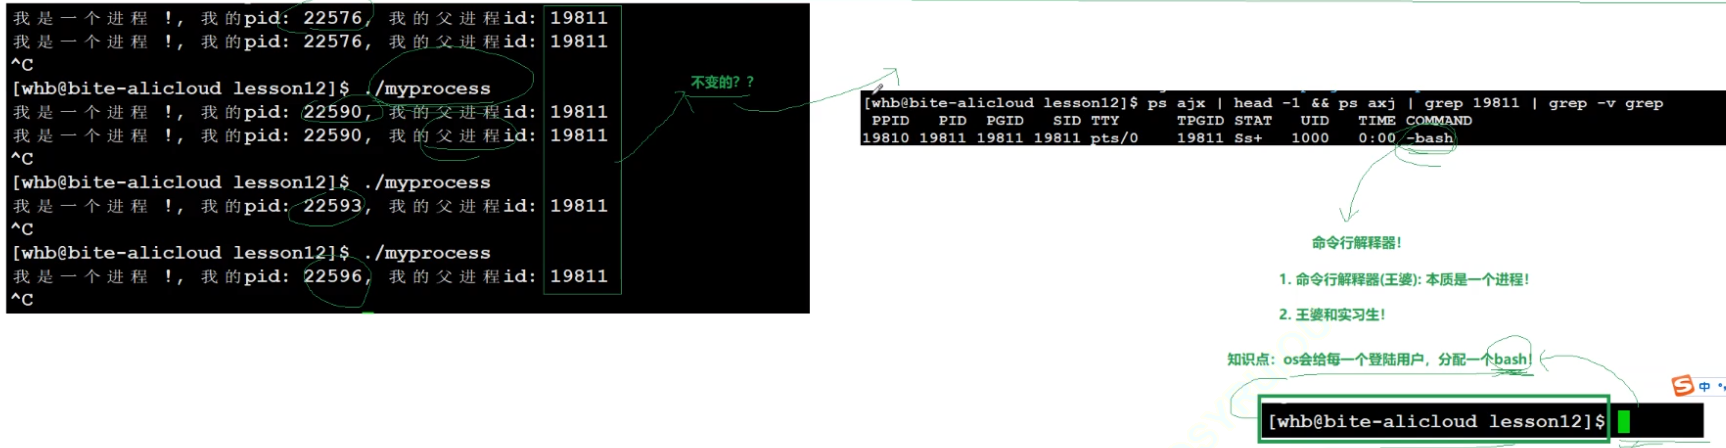 我是一个进程 !, 我的pid: 22576, 我的父进程id: 19811
我是一个进程 !, 我的pid: 22576, 我的父进程id: 19811
^C
[whb@bite-alicloud lesson12]$ ./myprocess
我是一个进程 !, 我的pid: 22590, 我的父进程id: 19811
我是一个进程 !, 我的pid: 22590, 我的父进程id: 19811
^C
[whb@bite-alicloud lesson12]$ ./myprocess
我是一个进程 !, 我的pid: 22593, 我的父进程id: 19811
^C
[whb@bite-alicloud lesson12]$ ./myprocess
我是一个进程 !, 我的pid: 22596, 我的父进程id: 19811
^C
不变的？？
[whb@bite-alicloud lesson12]$ ps ajx | head -1 && ps axj | grep 19811 | grep -v grep
PPID PID PGID SID TTY TPGID STAT UID TIME COMMAND
19810 19811 19811 19811 pts/0 19811 Ss+ 1000 0:00 -bash
命令行解释器！
1. 命令行解释器(王婆): 本质是一个进程！
2. 王婆和实习生！
知识点：os会给每一个登陆用户，分配一个bash！
中
[whb@bite-alicloud lesson12]$